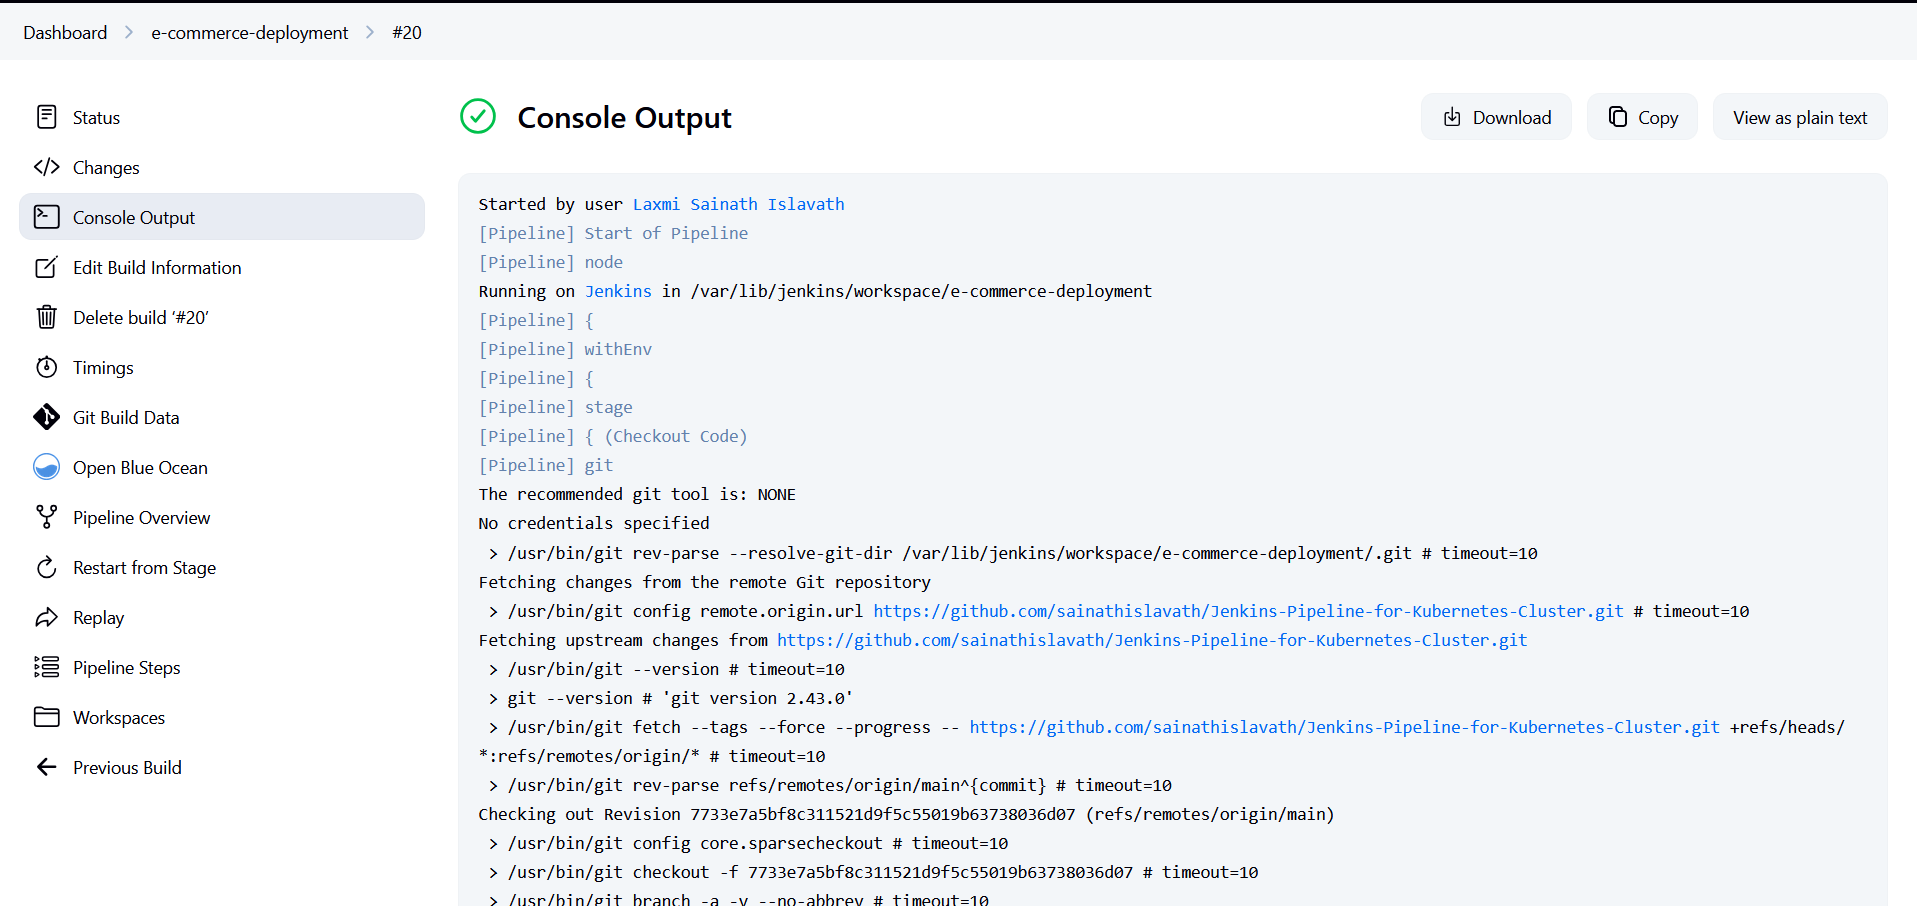 Dashboard > e-commerce-deployment > #20
Status
Changes
Console Output
Edit Build Information
Delete build ‘#20’
Timings
Git Build Data
Open Blue Ocean
Pipeline Overview
Restart from Stage
Replay
Pipeline Steps
Workspaces
Previous Build
Console Output
Download
Copy
View as plain text
Started by user Laxmi Sainath Islavath
[Pipeline] Start of Pipeline
[Pipeline] node
Running on Jenkins in /var/lib/jenkins/workspace/e-commerce-deployment
[Pipeline] {
[Pipeline] withEnv
[Pipeline] {
[Pipeline] stage
[Pipeline] { (Checkout Code)
[Pipeline] git
The recommended git tool is: NONE
No credentials specified
> /usr/bin/git rev-parse --resolve-git-dir /var/lib/jenkins/workspace/e-commerce-deployment/.git # timeout=10
Fetching changes from the remote Git repository
> /usr/bin/git config remote.origin.url https://github.com/sainathislavath/Jenkins-Pipeline-for-Kubernetes-Cluster.git # timeout=10
Fetching upstream changes from https://github.com/sainathislavath/Jenkins-Pipeline-for-Kubernetes-Cluster.git
> /usr/bin/git --version # timeout=10
> git --version # 'git version 2.43.0'
> /usr/bin/git fetch --tags --force --progress -- https://github.com/sainathislavath/Jenkins-Pipeline-for-Kubernetes-Cluster.git +refs/heads/
*:refs/remotes/origin/* # timeout=10
> /usr/bin/git rev-parse refs/remotes/origin/main^{commit} # timeout=10
Checking out Revision 7733e7a5bf8c311521d9f5c55019b63738036d07 (refs/remotes/origin/main)
> /usr/bin/git config core.sparsecheckout # timeout=10
> /usr/bin/git checkout -f 7733e7a5bf8c311521d9f5c55019b63738036d07 # timeout=10
> /usr/bin/git branch -a -v --no-abbrev # timeout=10